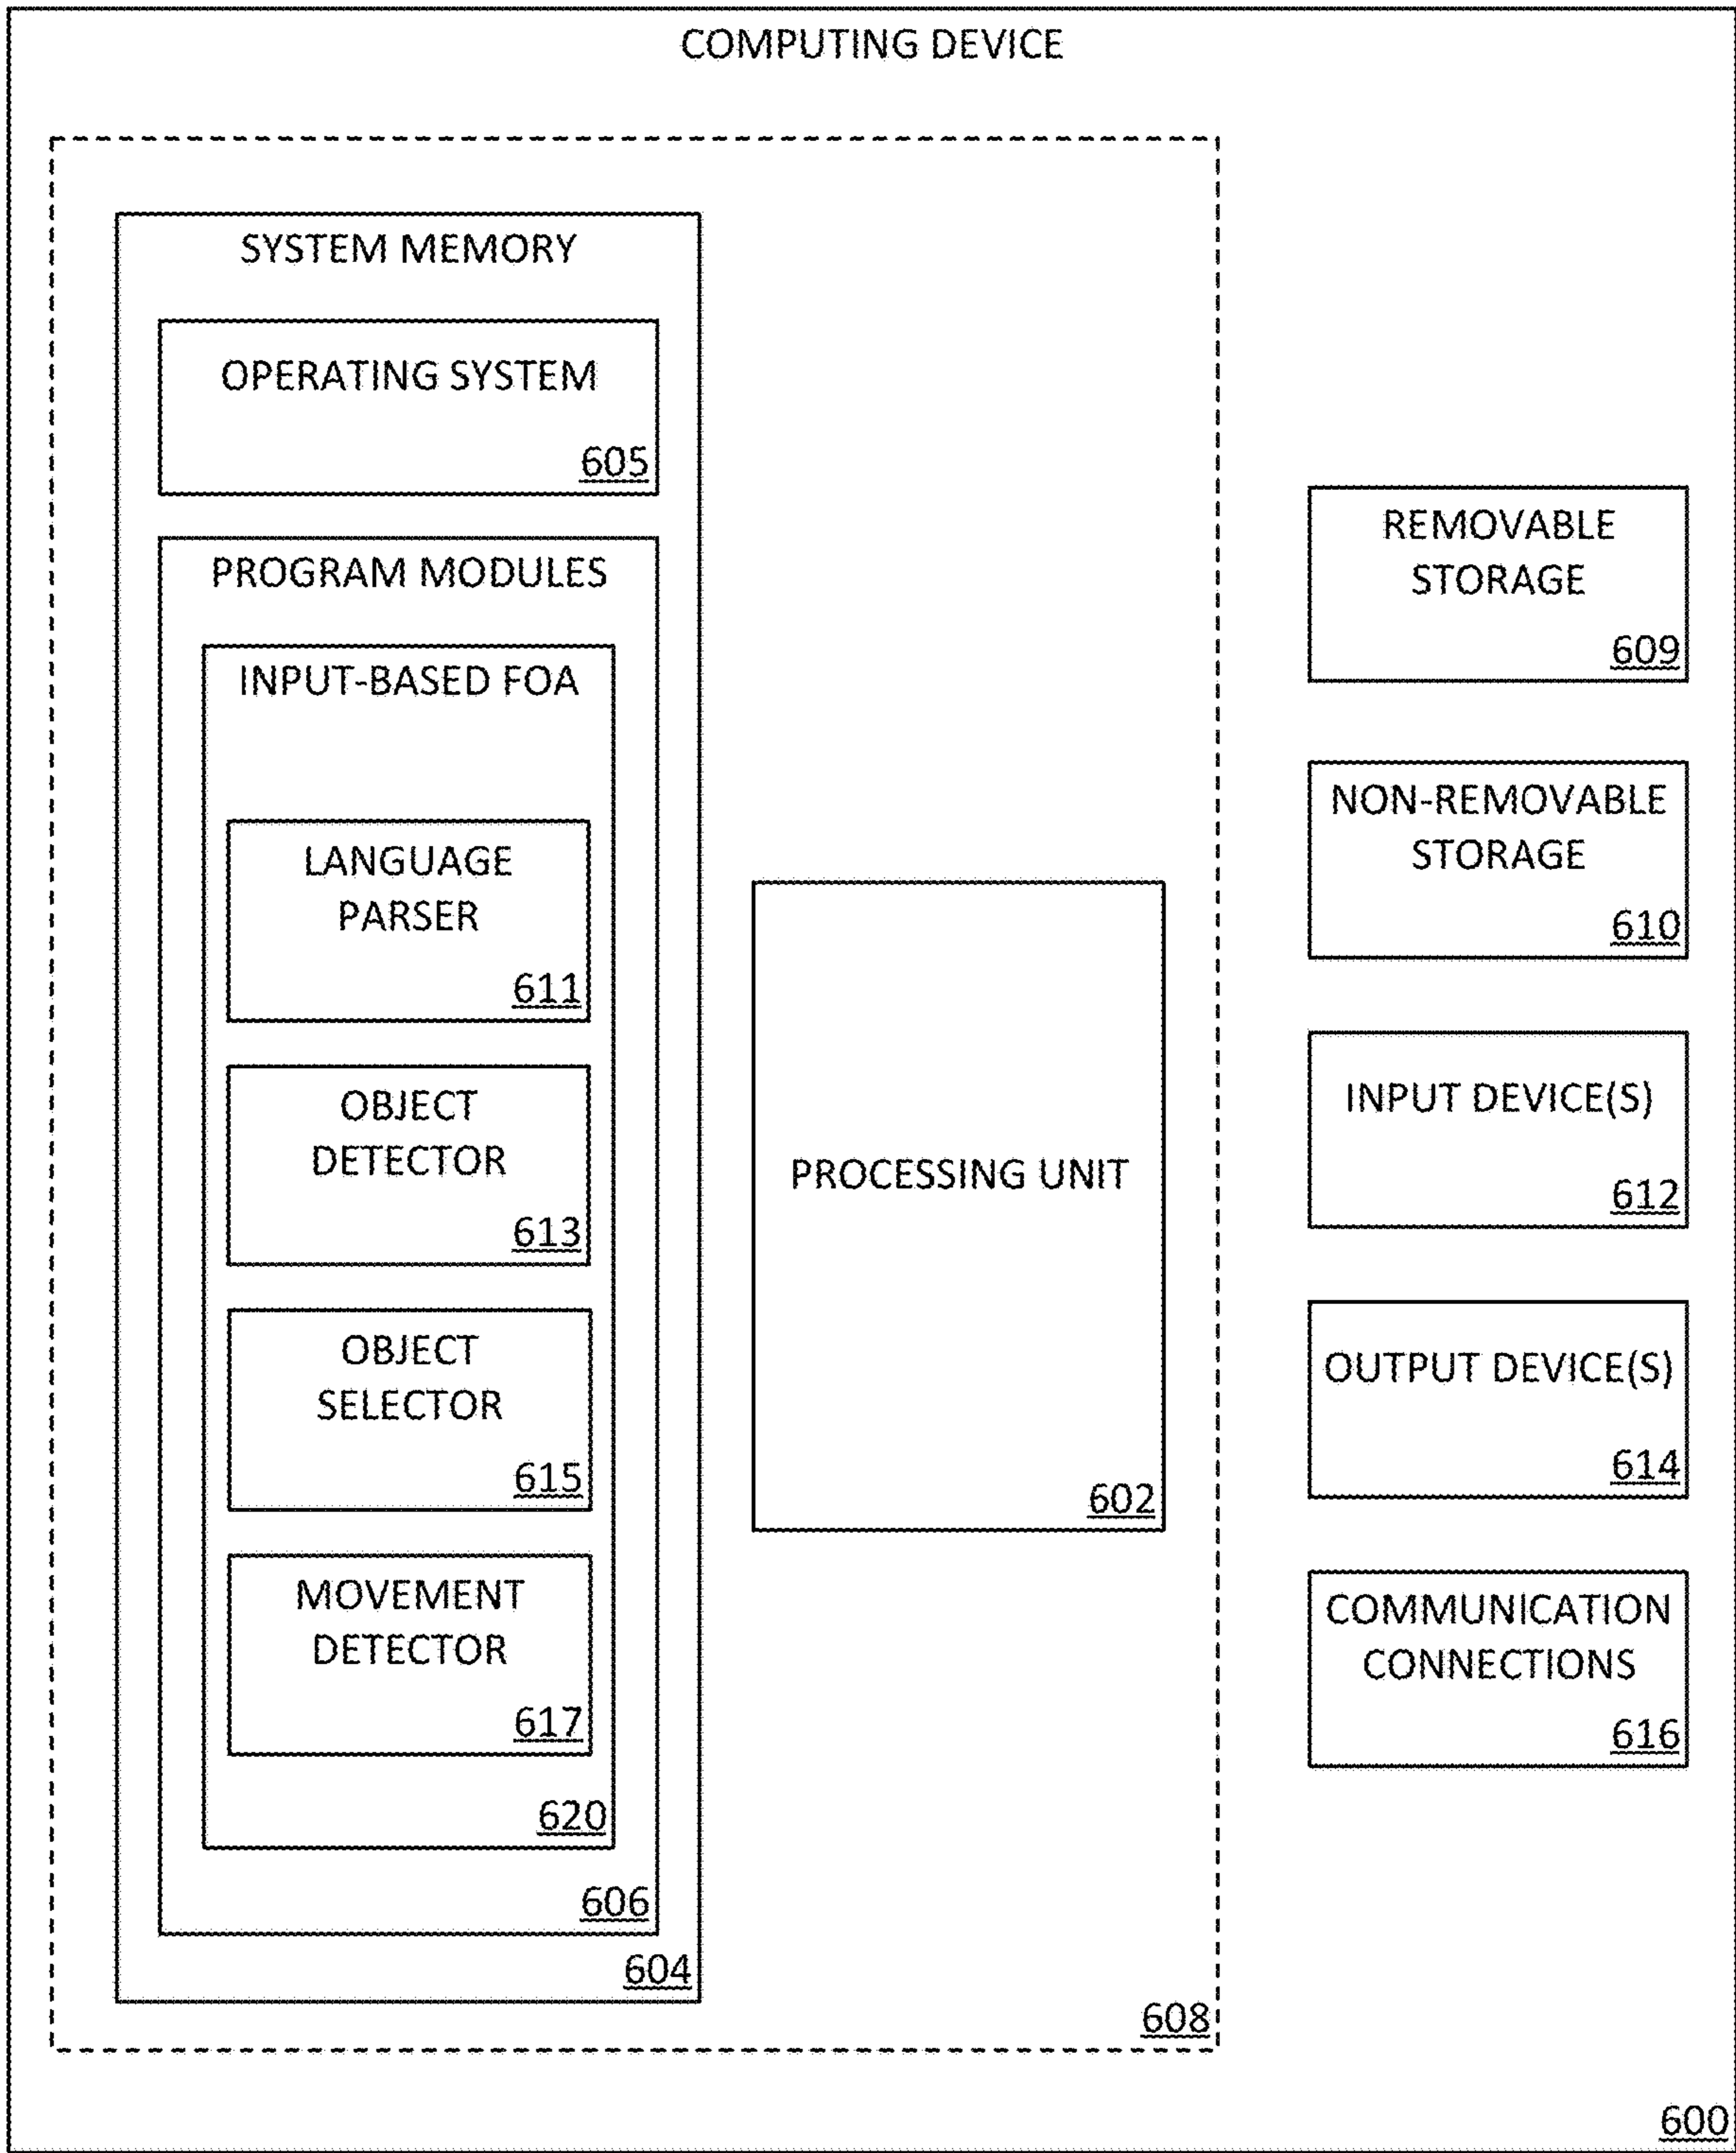 COMPUTING DEVICE
SYSTEM MEMORY
OPERATING SYSTEM
605
PROGRAM MODULES
INPUT-BASED FOA
LANGUAGE
PARSER
611
OBJECT
DETECTOR
613
OBJECT
SELECTOR
615
MOVEMENT
DETECTOR
617
620
606
604
PROCESSING UNIT
602
608
REMOVABLE
STORAGE
609
NON-REMOVABLE
STORAGE
610
INPUT DEVICE(S)
612
OUTPUT DEVICE(S)
614
COMMUNICATION
CONNECTIONS
616
600